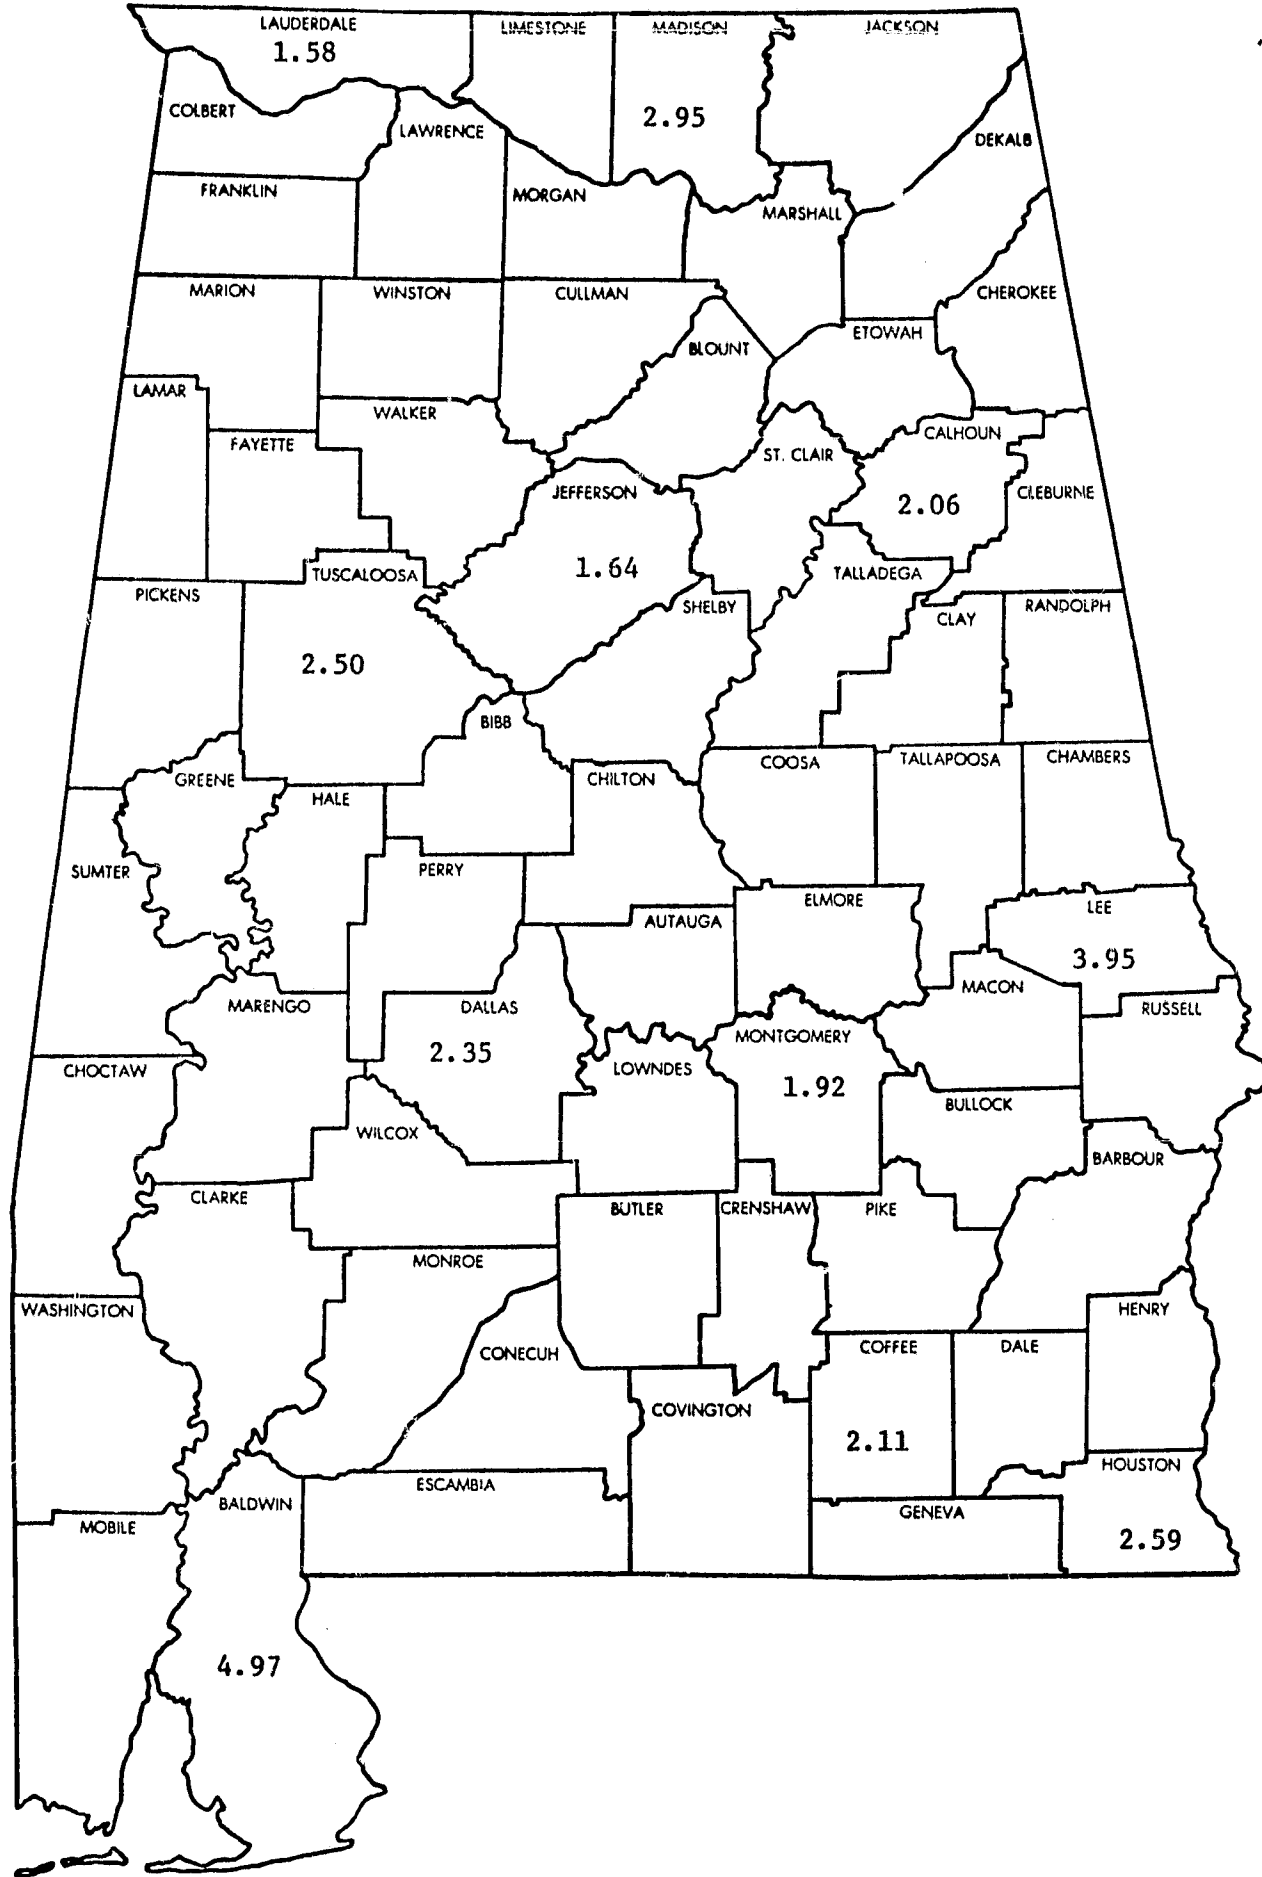 LAUDERDALE
1.58
LIMESTONE
MADISON
2.95
JACKSON
COLBERT
LAWRENCE
DEKALB
FRANKLIN
MORGAN
MARSHALL
MARION
WINSTON
CULLMAN
CHEROKEE
BLOUNT
ETOWAH
LAMAR
WALKER
FAYETTE
ST. CLAIR
CALHOUN
2.06
JEFFERSON
1.64
CLEBURNE
TUSCALOOSA
2.50
TALLADEGA
PICKENS
SHELBY
CLAY
RANDOLPH
BIBB
GREENE
HALE
CHILTON
COOSA
TALLAPOOSA
CHAMBERS
SUMTER
PERRY
AUTAUGA
ELMORE
LEE
3.95
MARENGO
DALLAS
2.35
MACON
RUSSELL
CHOCTAW
LOWNDES
MONTGOMERY
1.92
BULLOCK
WILCOX
BARBOUR
CLARKE
BUTLER
CRENSHAW
PIKE
MONROE
WASHINGTON
HENRY
CONECUH
COFFEE
2.11
DALE
COVINGTON
HOUSTON
2.59
ESCAMBIA
GENEVA
BALDWIN
4.97
MOBILE